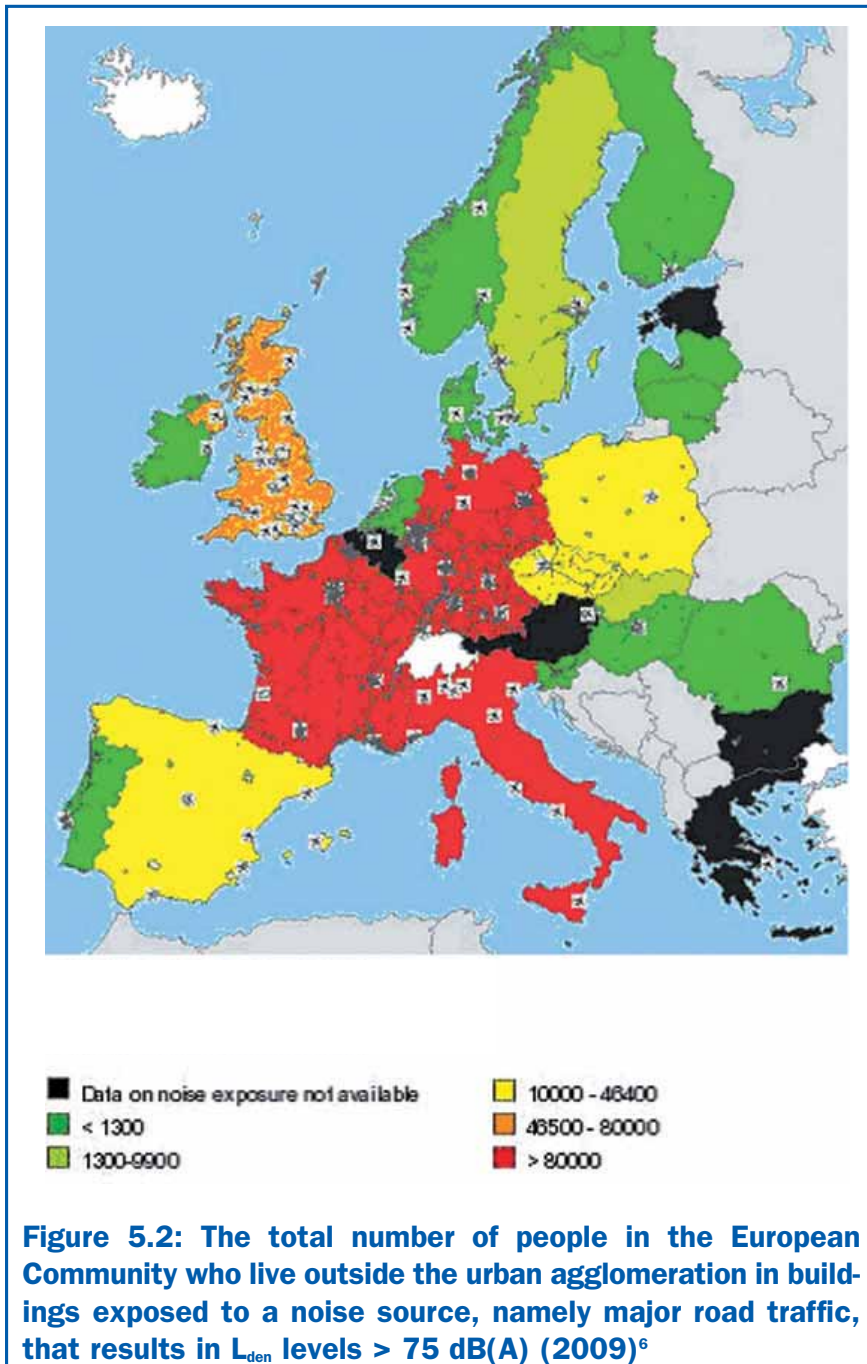 Data on noise exposure not available
< 1300
1300-9900
10000 - 46400
46500 - 80000
> 80000
Figure 5.2: The total number of people in the European
Community who live outside the urban agglomeration in build-
ings exposed to a noise source, namely major road traffic,
that results in Lden levels > 75 dB(A) (2009)6